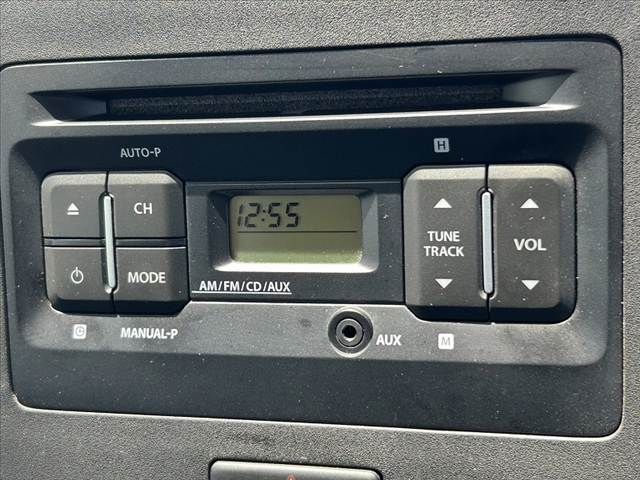 AUTO-P
H
CH
12:55
TUNE
TRACK
VOL
MODE
AM/FM/CD/AUX
C
MANUAL-P
AUX
M